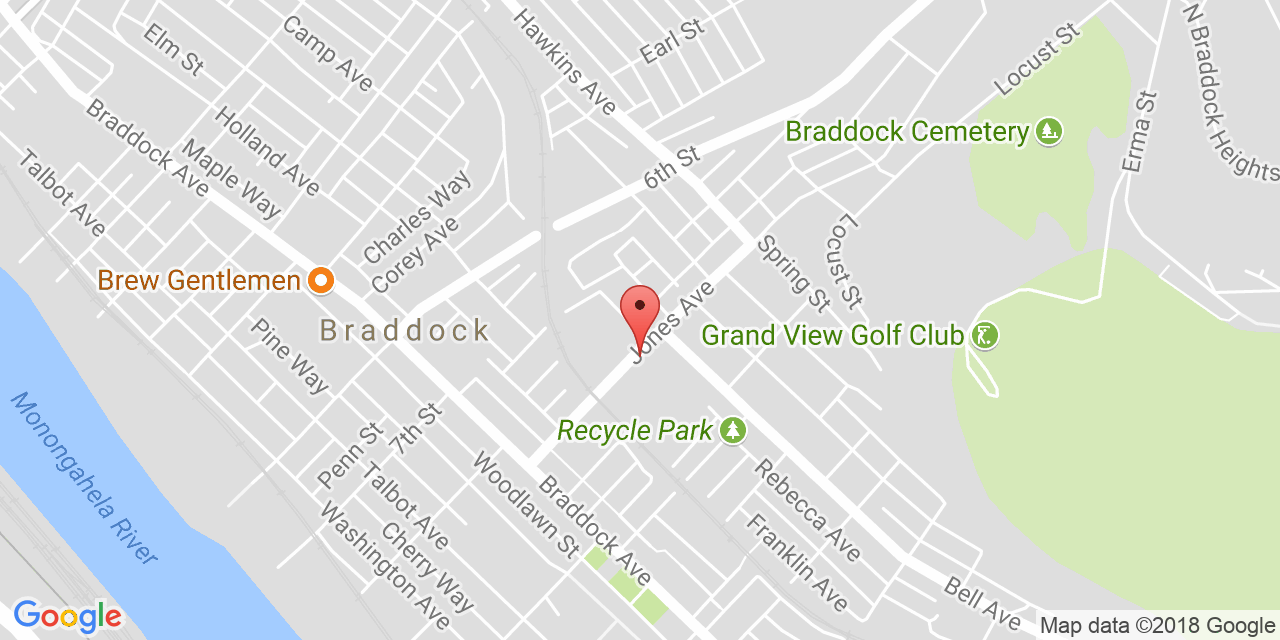 Elm St
Camp Ave
Hawkins Ave
Earl St
Locust St
N Braddock Heights
Braddock Ave
Holland Ave
Maple Way
Talbot Ave
Braddock Cemetery
Erma St
6th St
Charles Way
Corey Ave
Locust St
Spring St
Brew Gentlemen
Jones Ave
Braddock
Grand View Golf Club
Pine Way
Monongahela River
Penn St
7th St
Recycle Park
Talbot Ave
Woodlawn St
Braddock Ave
Rebecca Ave
Washington Ave
Cherry Way
Franklin Ave
Bell Ave
Google
Map data ©2018 Google